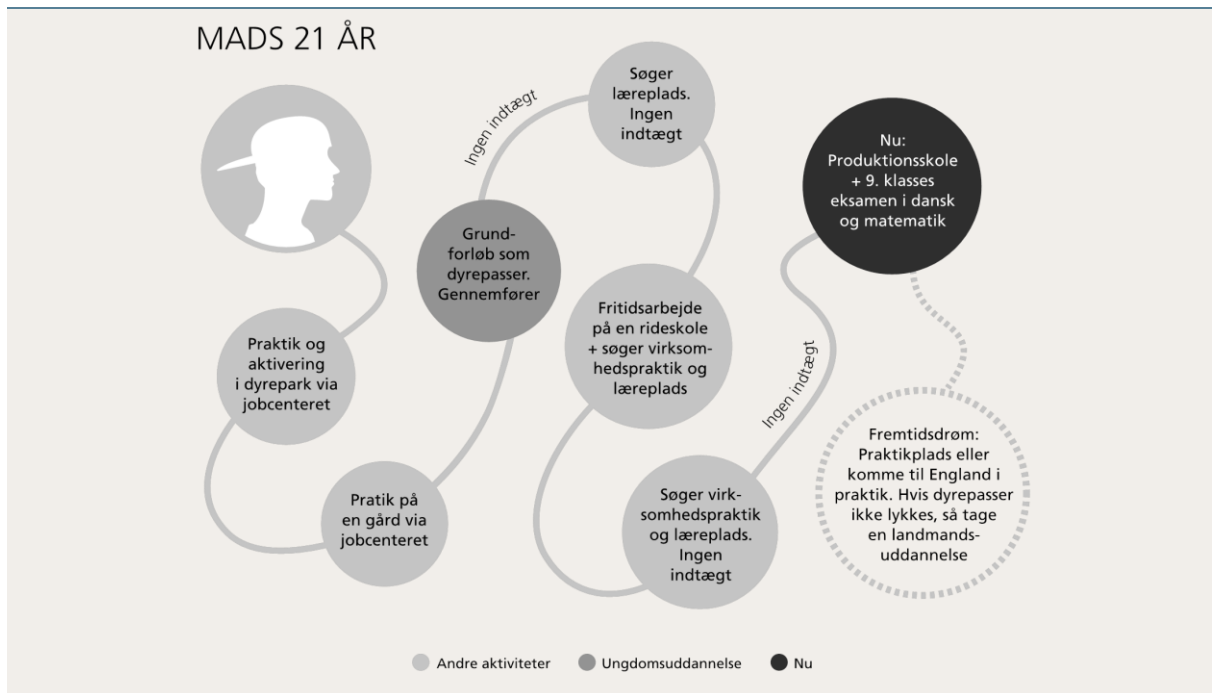 MADS 21 ÅR
Praktik og
aktivering
i dyrepark via
jobcenteret
Pratik på
en gård via
jobcenteret
Grund-
forløb som
dyrepasser.
Gennemfører
Ingen indtægt
Søger
læreplads.
Ingen
indtægt
Fritidsarbejde
på en rideskole
+ søger virksom-
hedspraktik og
læreplads
Søger virk-
somhedspraktik
og læreplads.
Ingen
indtægt
Ingen indtægt
Nu:
Produktionsskole
+ 9. klasses
eksamen i dansk
og matematik
Fremtidsdrøm:
Praktikplads eller
komme til England i
praktik. Hvis dyrepasser
ikke lykkes, så tage
en landmands-
uddannelse
Andre aktiviteter
Ungdomsuddannelse
Nu